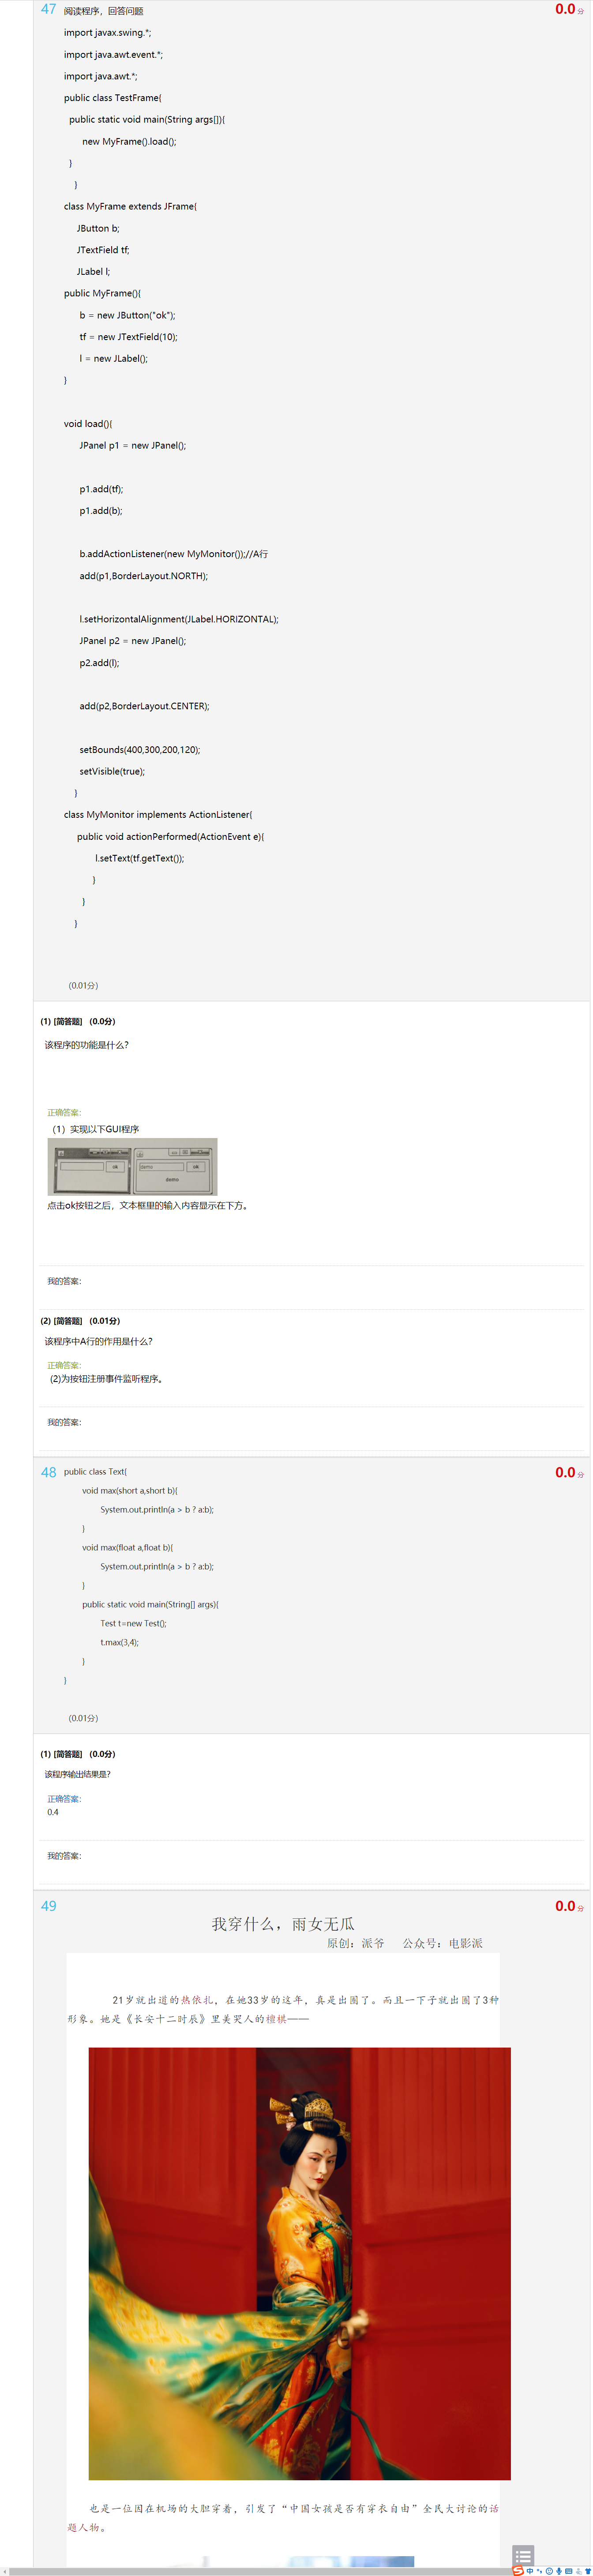 47
0.0 分
阅读程序，回答问题
import javax.swing.*;
import java.awt.event.*;
import java.awt.*;
public class TestFrame{
public static void main(String args[]){
new MyFrame().load();
}
}
class MyFrame extends JFrame{
JButton b;
JTextField tf;
JLabel l;
public MyFrame(){
b = new JButton("ok");
tf = new JTextField(10);
l = new JLabel();
}
void load(){
JPanel p1 = new JPanel();
p1.add(tf);
p1.add(b);
b.addActionListener(new MyMonitor());//A行
add(p1,BorderLayout.NORTH);
l.setHorizontalAlignment(JLabel.HORIZONTAL);
JPanel p2 = new JPanel();
p2.add(l);
add(p2,BorderLayout.CENTER);
setBounds(400,300,200,120);
setVisible(true);
}
class MyMonitor implements ActionListener{
public void actionPerformed(ActionEvent e){
l.setText(tf.getText());
}
}
}
(0.01分)
(1) [简答题] （0.0分）
该程序的功能是什么?
正确答案：
（1）实现以下GUI程序
ok
demo ok
demo
点击ok按钮之后，文本框里的输入内容显示在下方。
我的答案：
(2) [简答题] （0.01分）
该程序中A行的作用是什么?
正确答案：
(2)为按钮注册事件监听程序。
我的答案：
48
0.0 分
public class Text{
void max(short a,short b){
System.out.println(a > b ? a:b);
}
void max(float a,float b){
System.out.println(a > b ? a:b);
}
public static void main(String[] args){
Test t=new Test();
t.max(3,4);
}
}
(0.01分)
(1) [简答题] （0.0分）
该程序输出结果是?
正确答案：
0.4
我的答案：
49
0.0 分
我穿什么，雨女无瓜
原创：派爷 公众号：电影派
21岁就出道的热依扎，在她33岁的这年，真是出圈了。而且一下子就出圈了3种
形象。她是《长安十二时辰》里美哭人的檀棋——
也是一位因在机场的大胆穿着，引发了“中国女孩是否有穿衣自由”全民大讨论的话
题人物。
中